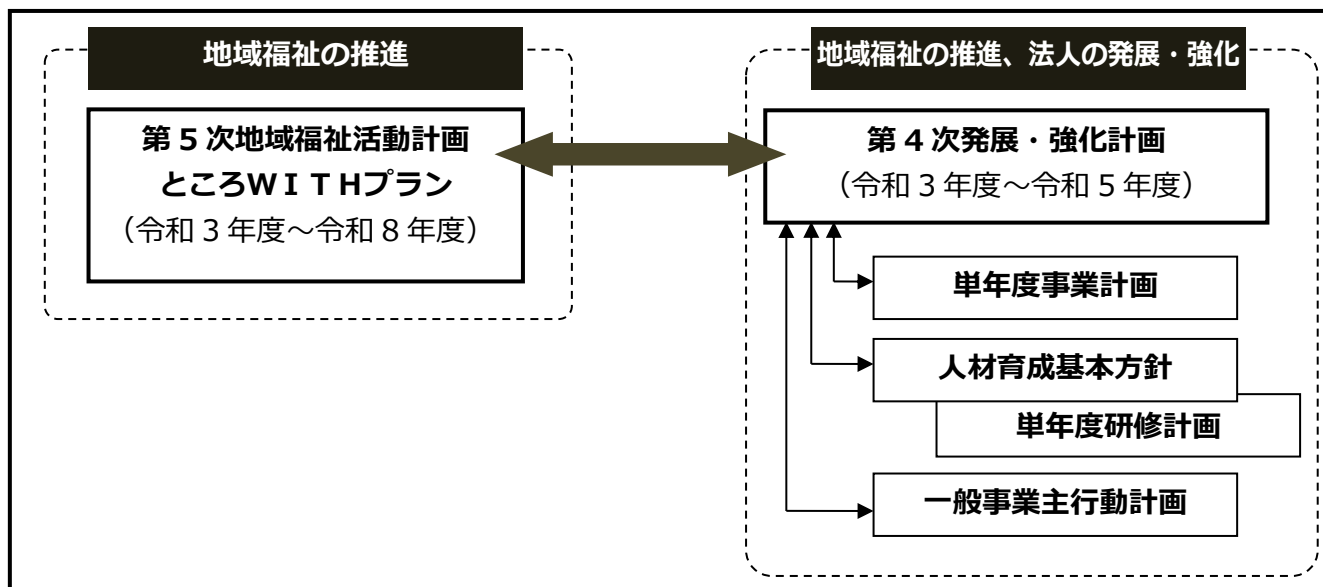 地域福祉の推進
第5次地域福祉活動計画
ところWITHプラン
(令和3年度~令和8年度)
地域福祉の推進、法人の発展・強化
第4次発展・強化計画
(令和3年度~令和5年度)
単年度事業計画
人材育成基本方針
単年度研修計画
一般事業主行動計画